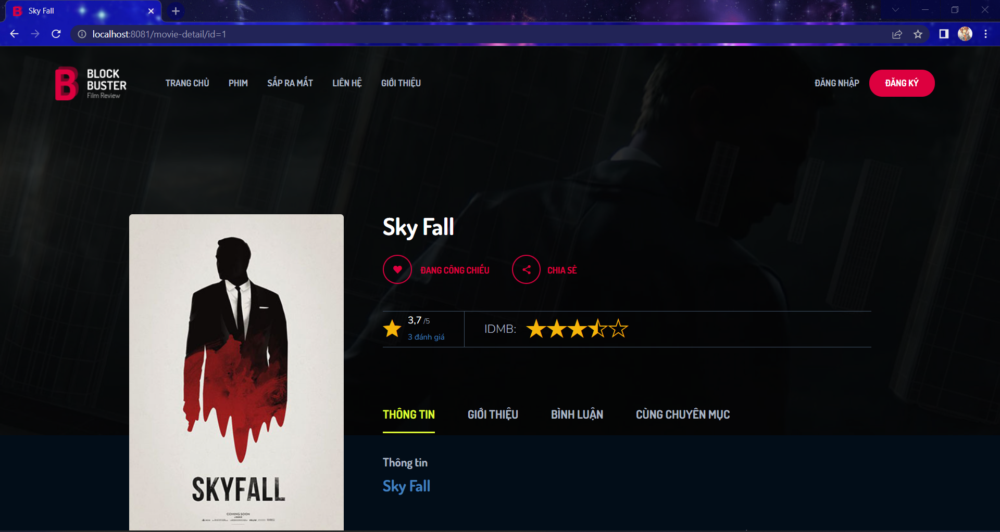 Sky Fall
localhost:8081/movie-detail/id=1
BLOCK
BUSTER
Film Review
TRANG CHỦ
PHIM
SẮP RA MẮT
LIÊN HỆ
GIỚI THIỆU
ĐĂNG NHẬP
ĐĂNG KÝ
Sky Fall
ĐANG CÔNG CHIẾU
CHIA SẺ
3,7 /5
3 đánh giá
IDMB:
THÔNG TIN
GIỚI THIỆU
BÌNH LUẬN
CÙNG CHUYÊN MỤC
Thông tin
Sky Fall
SKYFALL
COMING SOON